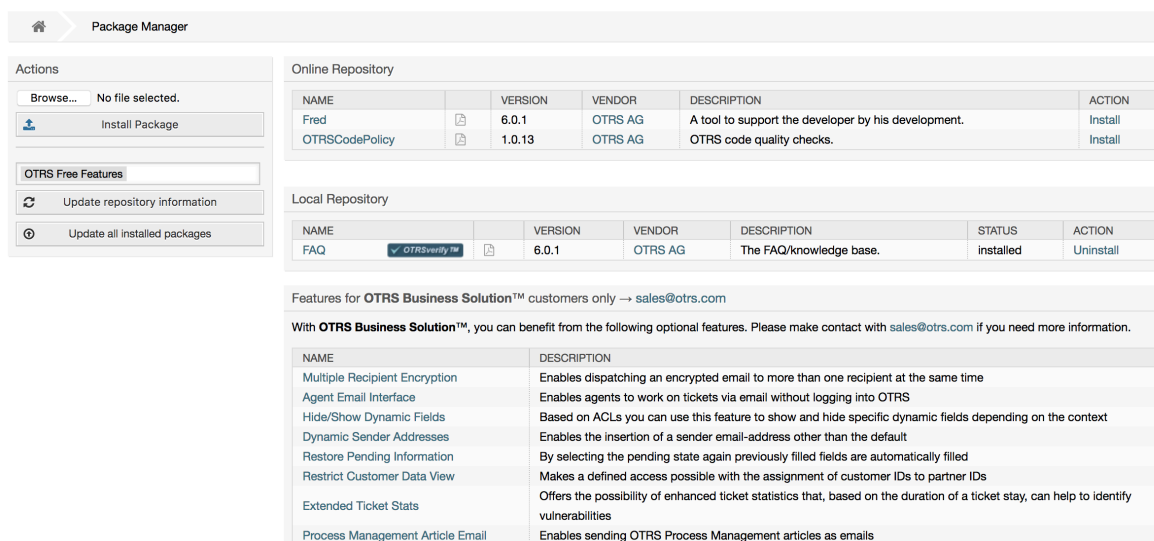 Package Manager
Actions
Browse... No file selected.
Install Package
OTRS Free Features
Update repository information
Update all installed packages
Online Repository
NAME VERSION VENDOR DESCRIPTION ACTION
Fred 6.0.1 OTRS AG A tool to support the developer by his development. Install
OTRSCodePolicy 1.0.13 OTRS AG OTRS code quality checks. Install
Local Repository
NAME VERSION VENDOR DESCRIPTION STATUS ACTION
FAQ OTRSverify ™ 6.0.1 OTRS AG The FAQ/knowledge base. installed Uninstall
Features for OTRS Business Solution™ customers only → sales@otrs.com
With OTRS Business Solution™, you can benefit from the following optional features. Please make contact with sales@otrs.com if you need more information.
NAME DESCRIPTION
Multiple Recipient Encryption Enables dispatching an encrypted email to more than one recipient at the same time
Agent Email Interface Enables agents to work on tickets via email without logging into OTRS
Hide/Show Dynamic Fields Based on ACLs you can use this feature to show and hide specific dynamic fields depending on the context
Dynamic Sender Addresses Enables the insertion of a sender email-address other than the default
Restore Pending Information By selecting the pending state again previously filled fields are automatically filled
Restrict Customer Data View Makes a defined access possible with the assignment of customer IDs to partner IDs
Extended Ticket Stats Offers the possibility of enhanced ticket statistics that, based on the duration of a ticket stay, can help to identify
vulnerabilities
Process Management Article Email Enables sending OTRS Process Management articles as emails